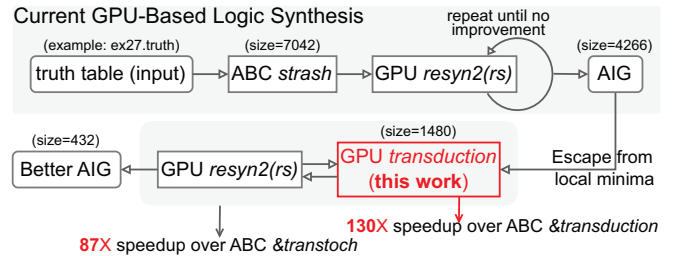 Current GPU-Based Logic Synthesis
repeat until no
improvement
(example: ex27.truth)
(size=7042)
(size=4266)
truth table (input)
ABC strash
GPU resyn2(rs)
AIG
(size=432)
(size=1480)
Better AIG
GPU resyn2(rs)
GPU transduction
(this work)
Escape from
local minima
130X speedup over ABC &transduction
87X speedup over ABC &transtoch